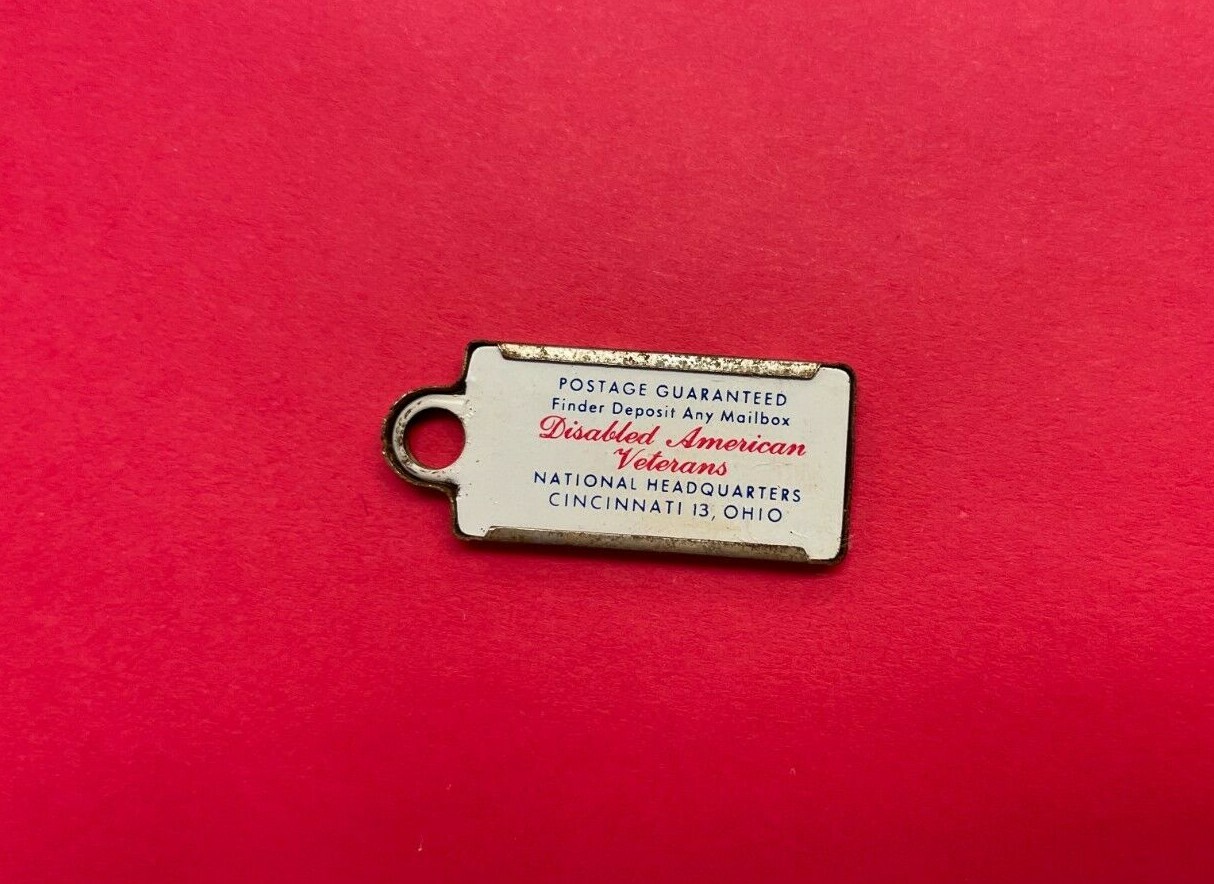 POSTAGE GUARANTEED
Finder Deposit Any Mailbox
Disabled American
Veterans
NATIONAL HEADQUARTERS
CINCINNATI 13, OHIO